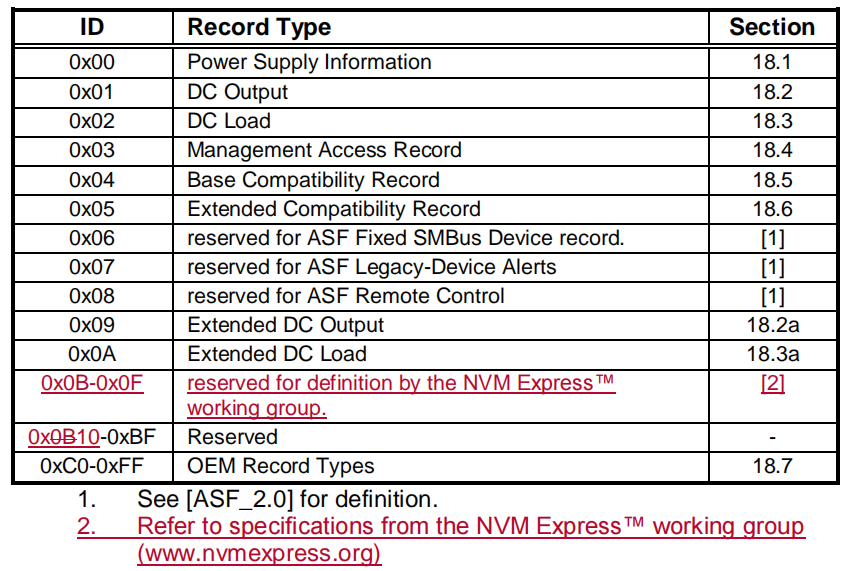 ID Record Type Section
0x00 Power Supply Information 18.1
0x01 DC Output 18.2
0x02 DC Load 18.3
0x03 Management Access Record 18.4
0x04 Base Compatibility Record 18.5
0x05 Extended Compatibility Record 18.6
0x06 reserved for ASF Fixed SMBus Device record. [1]
0x07 reserved for ASF Legacy-Device Alerts [1]
0x08 reserved for ASF Remote Control [1]
0x09 Extended DC Output 18.2a
0x0A Extended DC Load 18.3a
0x0B-0x0F reserved for definition by the NVM Express™ [2]
working group.
0x0B10-0xBF Reserved -
0xC0-0xFF OEM Record Types 18.7
1. See [ASF_2.0] for definition.
2. Refer to specifications from the NVM Express™ working group
(www.nvmexpress.org)